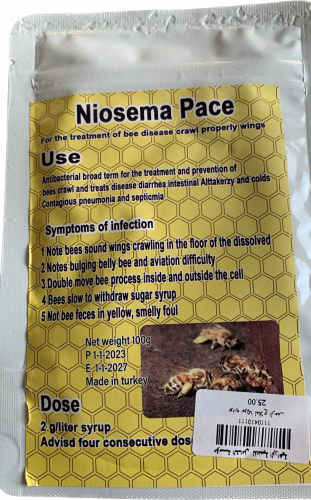 Niosema Pace
For the treatment of bee disease crawl properly wings
Use
Antibacterial broad term for the treatment and prevention of
bees crawl and treats disease diarrhea intestinal Alttakerzy and colds
Contagious pneumonia and septicmia
Symptoms of infection
1 Note bees sound wings crawling in the floor of the dissolved
2 Notes bulging belly bee and aviation difficulty
3 Double move bee process inside and outside the cell
4 Bees slow to withdraw sugar syrup
5 Not bee feces in yellow, smelly foul
Net weight 100g
P 1-1-2023
E 1-1-2027
Made in turkey
Dose
2 g/liter syrup
Advisd four consecutive dose
25.00